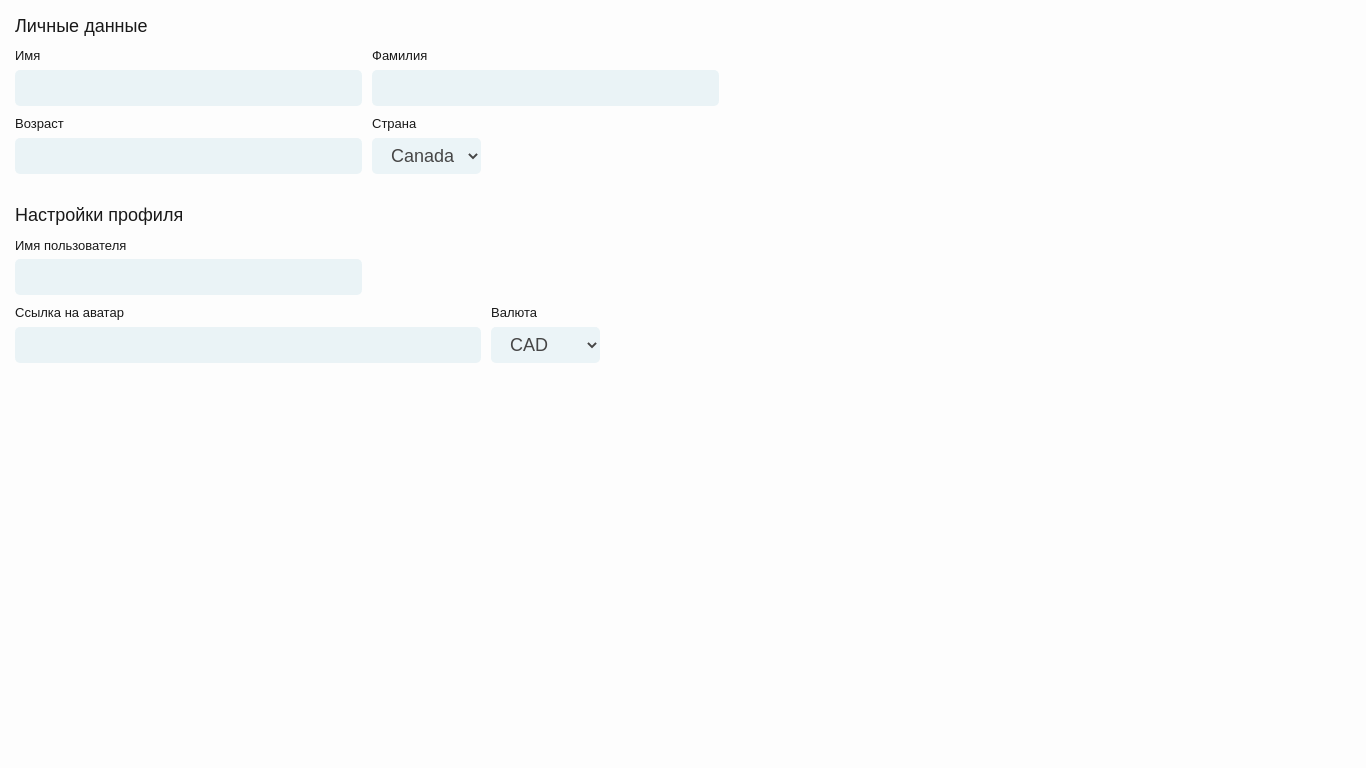 Личные данные
Имя Фамилия
Возраст Страна
Canada
Настройки профиля
Имя пользователя
Ссылка на аватар Валюта
CAD